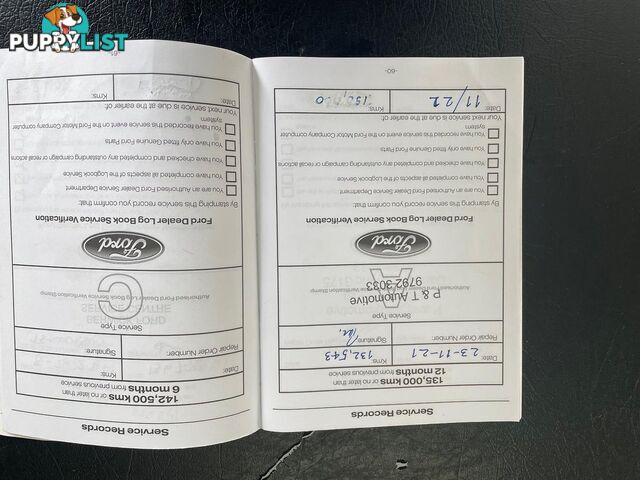 PUPPYLIST
Service Records
135,000 kms or no later than
12 months from previous service
Date: 23-11-21 Kms 132,543
Repair Order Number: Signature:
Service Type
A
P & T Automotive
9792 3033
Authorised Ford Dealer Service Verification Stamp
Ford
Ford Dealer Log Book Service Verification
By stamping this service record you confirm that:
You are an Authorised Ford Dealer Service Department
You have completed all aspects of the Service Logbook
You have checked and completed any outstanding campaign or recall actions
You have only fitted Genuine Ford Parts
You have recorded this service event on the Ford Motor Company computer
system
Your next service is due at the earlier of:
Date: 11/22 Kms:
-60-
Service Records
142,500 kms or no later than
6 months from previous service
Date: Kms
Repair Order Number: Signature:
Service Type
C
Authorised Ford Dealer Log Book Service Verification Stamp
Ford
Ford Dealer Log Book Service Verification
By stamping this service record you confirm that:
You are an Authorised Ford Dealer Service Department
You have completed all aspects of the Service Logbook
You have checked and completed any outstanding campaign or recall actions
You have only fitted Genuine Ford Parts
You have recorded this service event on the Ford Motor Company computer
system
Your next service is due at the earlier of:
Date: Kms: